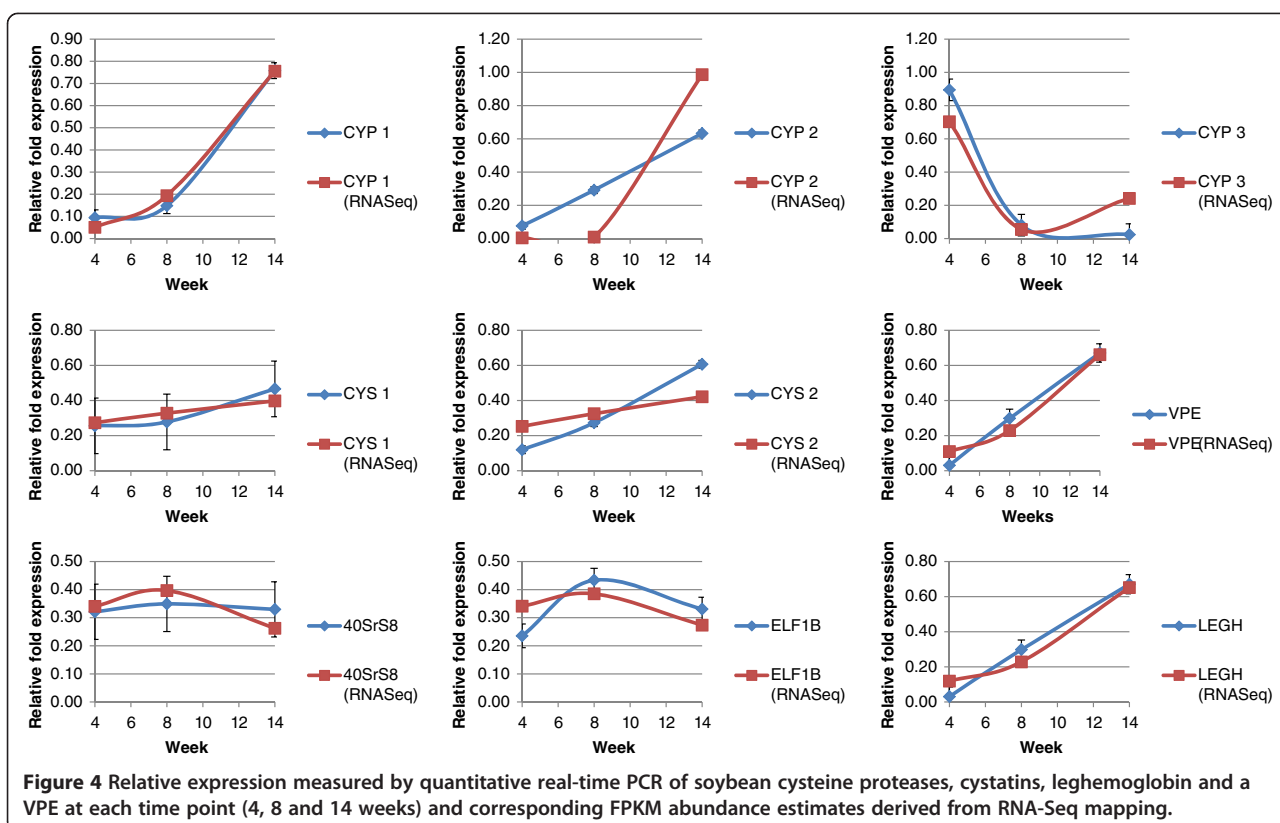 Relative fold expression
0.90
0.80
0.70
0.60
0.50
0.40
0.30
0.20
0.10
0.00
4 6 8 10 12 14
Week
CYP 1
CYP 1
(RNASeq)
Relative fold expression
1.20
1.00
0.80
0.60
0.40
0.20
0.00
4 6 8 10 12 14
Week
CYP 2
CYP 2
(RNASeq)
Relative fold expression
1.20
1.00
0.80
0.60
0.40
0.20
0.00
4 6 8 10 12 14
Week
CYP 3
CYP 3
(RNASeq)
Relative fold expression
0.80
0.60
0.40
0.20
0.00
4 6 8 10 12 14
Week
CYS 1
CYS 1
(RNASeq)
Relative fold expression
0.80
0.60
0.40
0.20
0.00
4 6 8 10 12 14
Week
CYS 2
CYS 2
(RNASeq)
Relative fold expression
0.80
0.60
0.40
0.20
0.00
4 6 8 10 12 14
Weeks
VPE
VPE(RNASeq)
Relative fold expression
0.50
0.40
0.30
0.20
0.10
0.00
4 6 8 10 12 14
Week
40SrS8
40SrS8
(RNASeq)
Relative fold expression
0.50
0.40
0.30
0.20
0.10
0.00
4 6 8 10 12 14
Week
ELF1B
ELF1B
(RNASeq)
Relative fold expression
0.80
0.60
0.40
0.20
0.00
4 6 8 10 12 14
Week
LEGH
LEGH
(RNASeq)
Figure 4 Relative expression measured by quantitative real-time PCR of soybean cysteine proteases, cystatins, leghemoglobin and a
VPE at each time point (4, 8 and 14 weeks) and corresponding FPKM abundance estimates derived from RNA-Seq mapping.